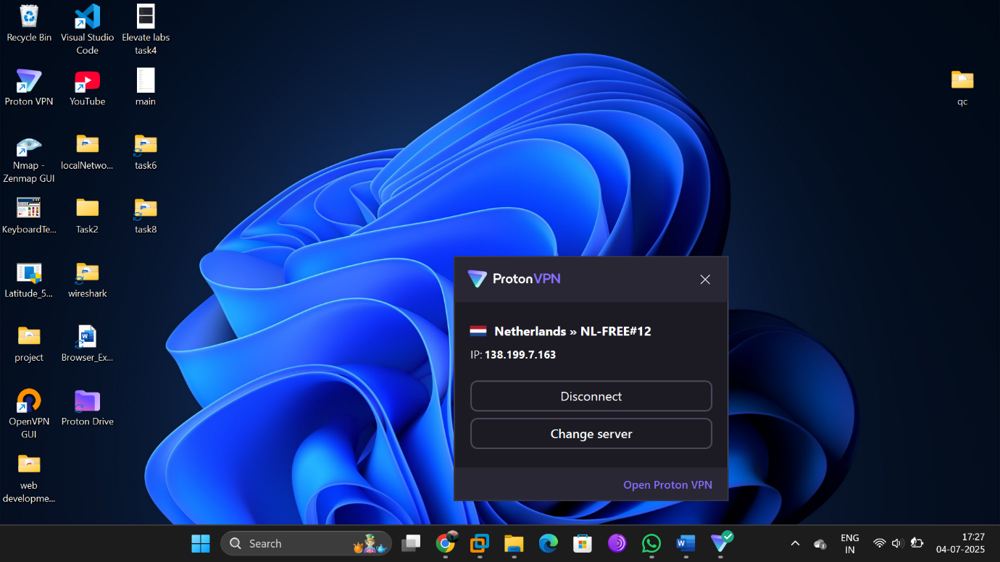 Recycle Bin
Visual Studio
Code
Elevate labs
task4
Proton VPN
YouTube
main
qc
Nmap -
Zenmap GUI
localNetwo...
task6
KeyboardTe...
Task2
task8
Latitude_5...
wireshark
project
Browser_Ex...
OpenVPN
GUI
Proton Drive
web
developme...
ProtonVPN
Netherlands » NL-FREE#12
IP: 138.199.7.163
Disconnect
Change server
Open Proton VPN
Search
ENG
IN
17:27
04-07-2025